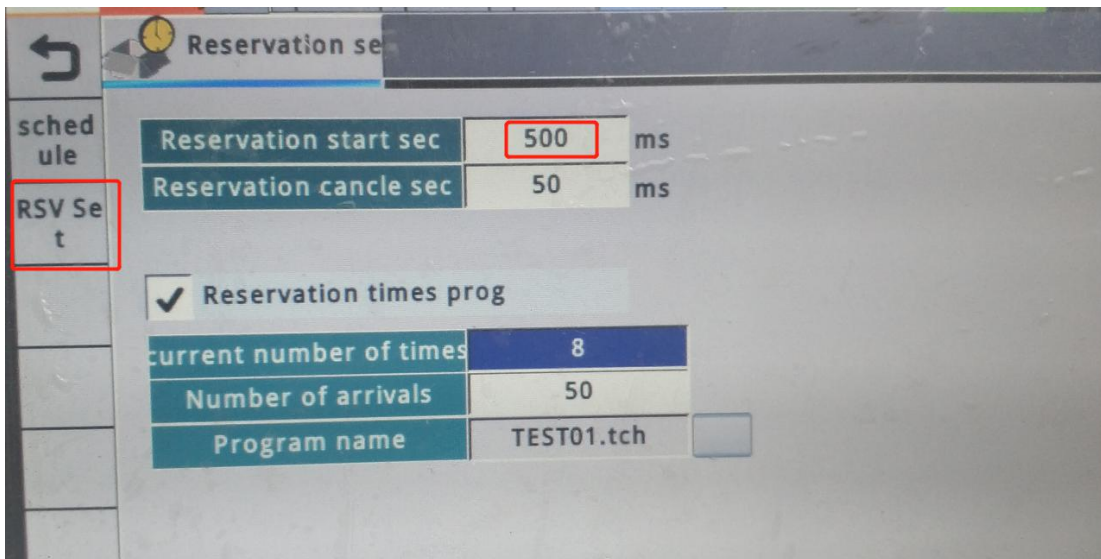 Reservation se
sched
ule
RSV Se
t
Reservation start sec 500 ms
Reservation cancle sec 50 ms
Reservation times prog
current number of times 8
Number of arrivals 50
Program name TEST01.tch